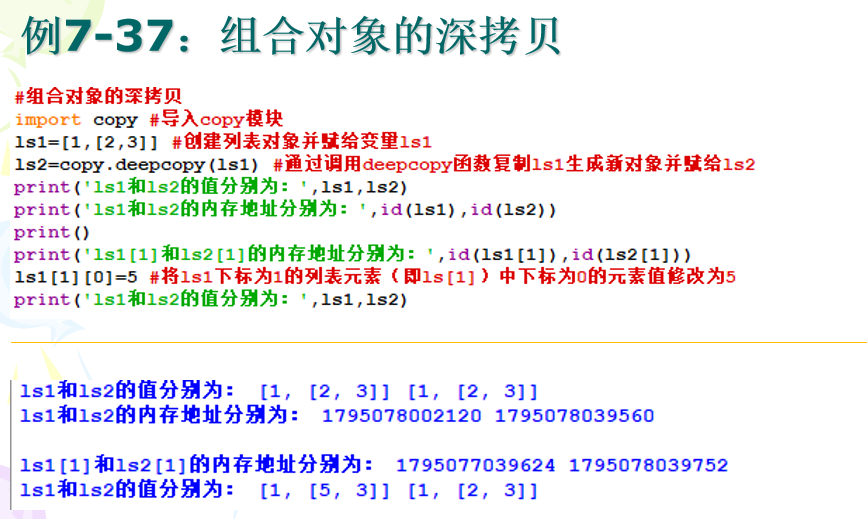 例7-37：组合对象的深拷贝
#组合对象的深拷贝
import copy #导入copy模块
ls1=[1,[2,3]] #创建列表对象并赋给变量ls1
ls2=copy.deepcopy(ls1) #通过调用deepcopy函数复制ls1生成新对象并赋给ls2
print('ls1和ls2的值分别为：',ls1,ls2)
print('ls1和ls2的内存地址分别为：',id(ls1),id(ls2))
print()
print('ls1[1]和ls2[1]的内存地址分别为：',id(ls1[1]),id(ls2[1]))
ls1[1][0]=5 #将ls1下标为1的列表元素（即ls[1]）中下标为0的元素值修改为5
print('ls1和ls2的值分别为：',ls1,ls2)
ls1和ls2的值分别为： [1, [2, 3]] [1, [2, 3]]
ls1和ls2的内存地址分别为： 1795078002120 1795078039560
ls1[1]和ls2[1]的内存地址分别为： 1795077039624 1795078039752
ls1和ls2的值分别为： [1, [5, 3]] [1, [2, 3]]